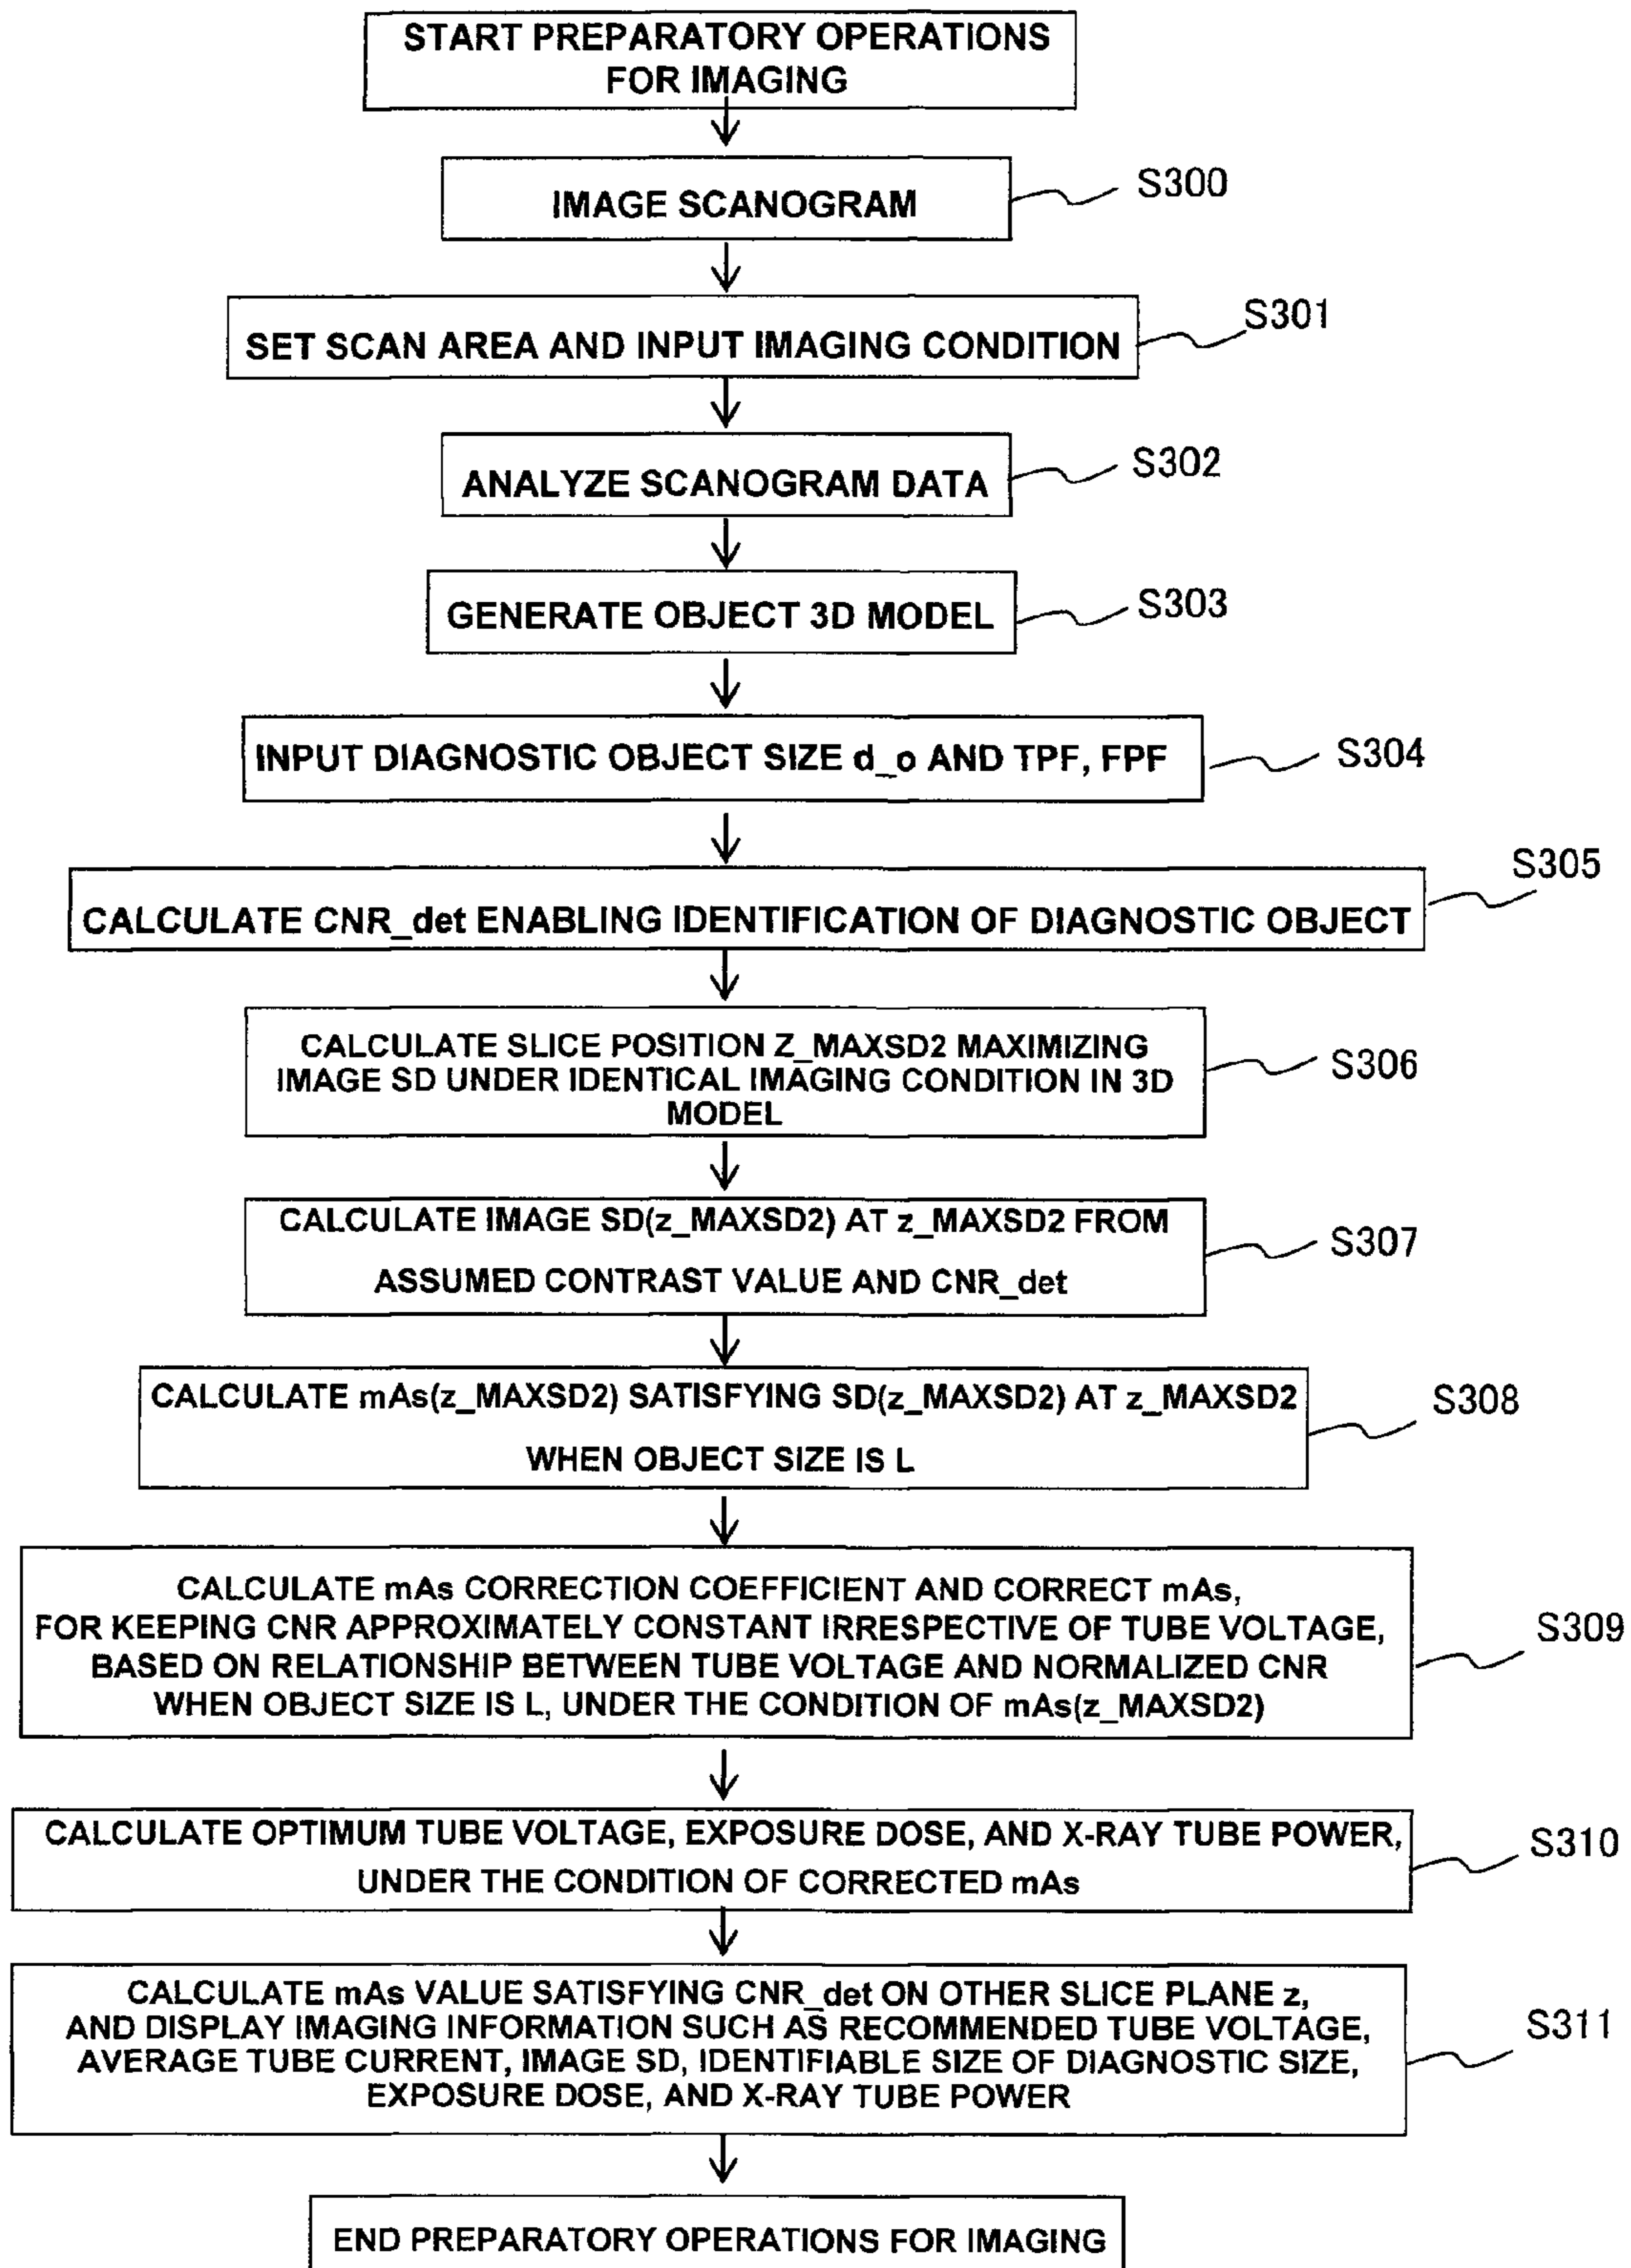 START PREPARATORY OPERATIONS
FOR IMAGING
IMAGE SCANOGRAM
S300
SET SCAN AREA AND INPUT IMAGING CONDITION
S301
ANALYZE SCANOGRAM DATA
S302
GENERATE OBJECT 3D MODEL
S303
INPUT DIAGNOSTIC OBJECT SIZE d_o AND TPF, FPF
S304
CALCULATE CNR_det ENABLING IDENTIFICATION OF DIAGNOSTIC OBJECT
S305
CALCULATE SLICE POSITION Z_MAXSD2 MAXIMIZING
IMAGE SD UNDER IDENTICAL IMAGING CONDITION IN 3D
MODEL
S306
CALCULATE IMAGE SD(z_MAXSD2) AT z_MAXSD2 FROM
ASSUMED CONTRAST VALUE AND CNR_det
S307
CALCULATE mAs(z_MAXSD2) SATISFYING SD(z_MAXSD2) AT z_MAXSD2
WHEN OBJECT SIZE IS L
S308
CALCULATE mAs CORRECTION COEFFICIENT AND CORRECT mAs,
FOR KEEPING CNR APPROXIMATELY CONSTANT IRRESPECTIVE OF TUBE VOLTAGE,
BASED ON RELATIONSHIP BETWEEN TUBE VOLTAGE AND NORMALIZED CNR
WHEN OBJECT SIZE IS L, UNDER THE CONDITION OF mAs(z_MAXSD2)
S309
CALCULATE OPTIMUM TUBE VOLTAGE, EXPOSURE DOSE, AND X-RAY TUBE POWER,
UNDER THE CONDITION OF CORRECTED mAs
S310
CALCULATE mAs VALUE SATISFYING CNR_det ON OTHER SLICE PLANE z,
AND DISPLAY IMAGING INFORMATION SUCH AS RECOMMENDED TUBE VOLTAGE,
AVERAGE TUBE CURRENT, IMAGE SD, IDENTIFIABLE SIZE OF DIAGNOSTIC SIZE,
EXPOSURE DOSE, AND X-RAY TUBE POWER
S311
END PREPARATORY OPERATIONS FOR IMAGING